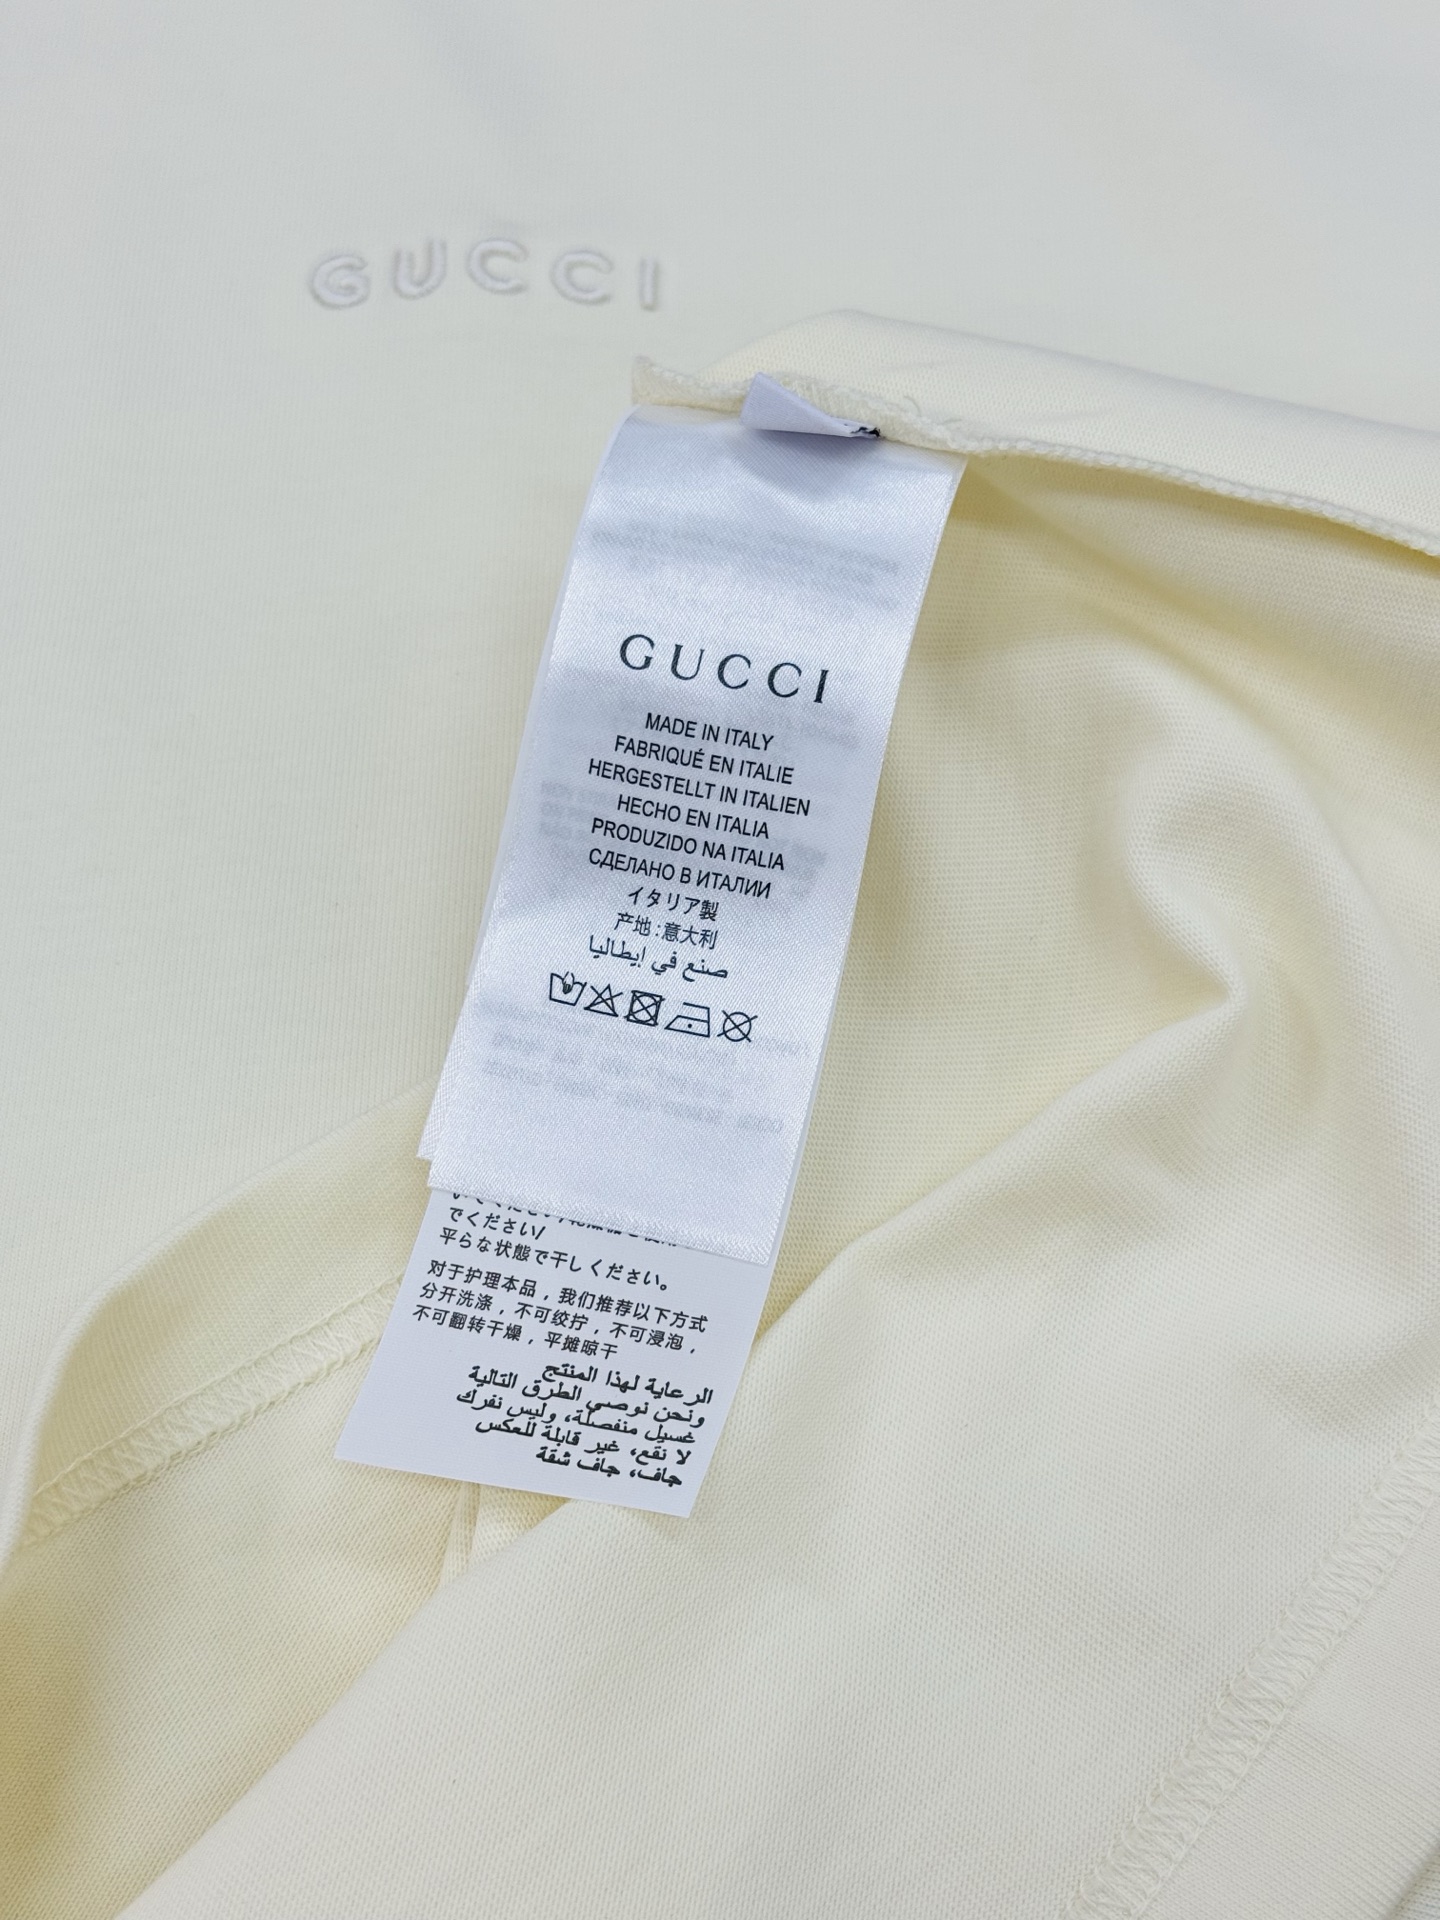 GUCCI
GUCCI
MADE IN ITALY
FABRIQUÉ EN ITALIE
HERGESTELLT IN ITALIEN
HECHO EN ITALIA
PRODUZIDO NA ITALIA
СДЕЛАНО В ИТАЛИИ
イタリア製
产地:意大利
صنع في إيطاليا
でください/
平らな状態で干しください。
对于护理本品，我们推荐以下方式
分开洗涤，不可绞拧，不可浸泡，
不可翻转干燥，平摊晾干
الرعاية لهذا المنتج
ونحن نوصي الطرق التالية
غسيل منفصلة، وليس نفرك
لا نقع، غير قابلة للعكس
جاف، جاف شقة